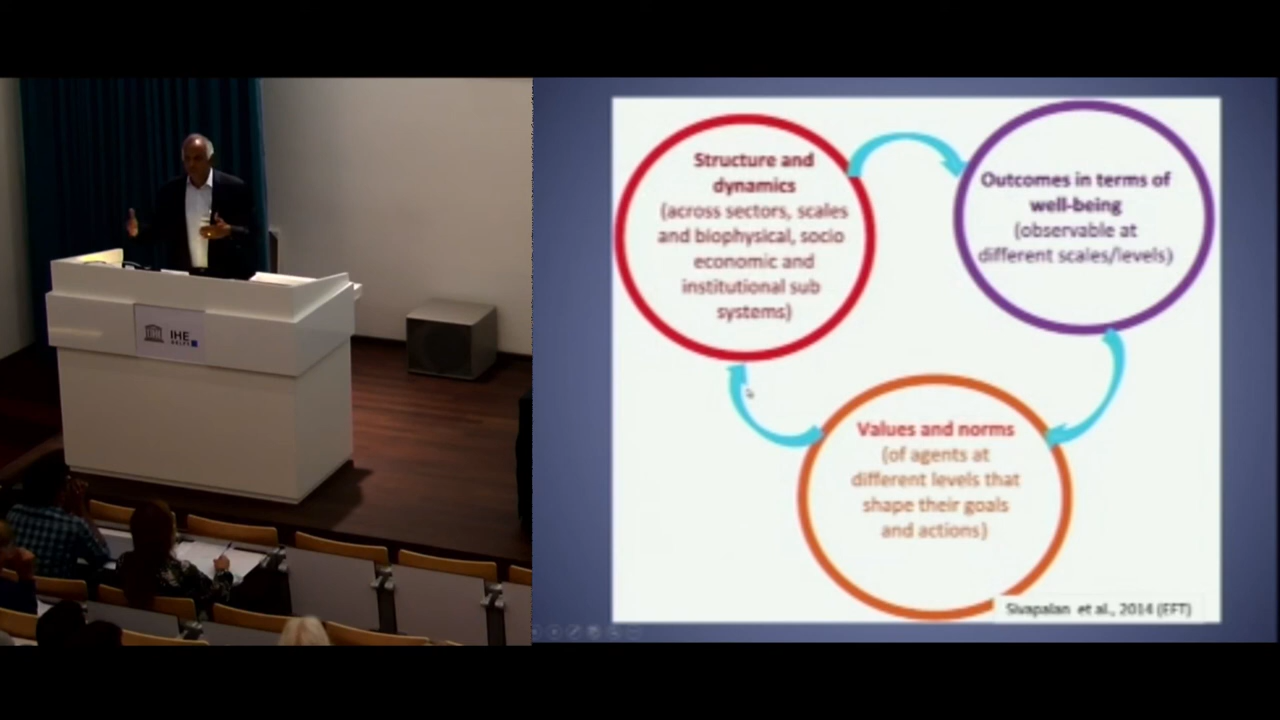 Structure and
dynamics
(across sectors, scales
and biophysical, socio
economic and
institutional sub
systems)
Outcomes in terms of
well-being
(observable at
different scales/levels)
Values and norms
(of agents at
different levels that
shape their goals
and actions)
Sivapalan et al., 2014 (EFT)
IHE
DELFT